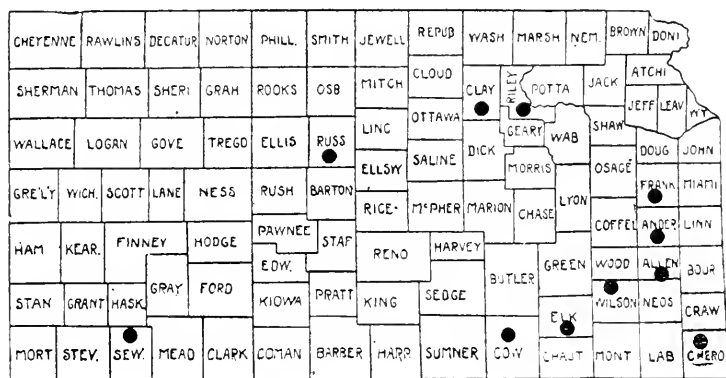 CHEYENNE RAWLINS DECATUR NORTON PHILL. SMITH JEWELL REPUB WASH MARSH NEM. BROWN DONI
SHERMAN THOMAS SHERI GRAH ROOKS OSB MITCH CLOUD CLAY RILEY POTTA JACK ATCHI
JEFF LEAV WY
WALLACE LOGAN GOVE TREGO ELLIS RUSS LINC OTTAWA DICK GEARY WAB SHAW DOUG JOHN
ELLSW SALINE MORRIS OSAGE
GRE'L'Y WICH. SCOTT LANE NESS RUSH BARTON RICE MCPHER MARION CHASE LYON FRANK MIAMI
COFFEL ANDER LINN
HAM KEAR. FINNEY HODGE PAWNEE STAF RENO HARVEY BUTLER GREEN WOOD ALLEN BOUR
EDW.
STAN GRANT HASK. GRAY FORD KIOWA PRATT KING SEDGE ELK WILSON NEOS CRAW
MORT STEV. SEW. MEAD CLARK COMAN BARBER HARP. SUMNER COW CHAUT MONT LAB CHERO